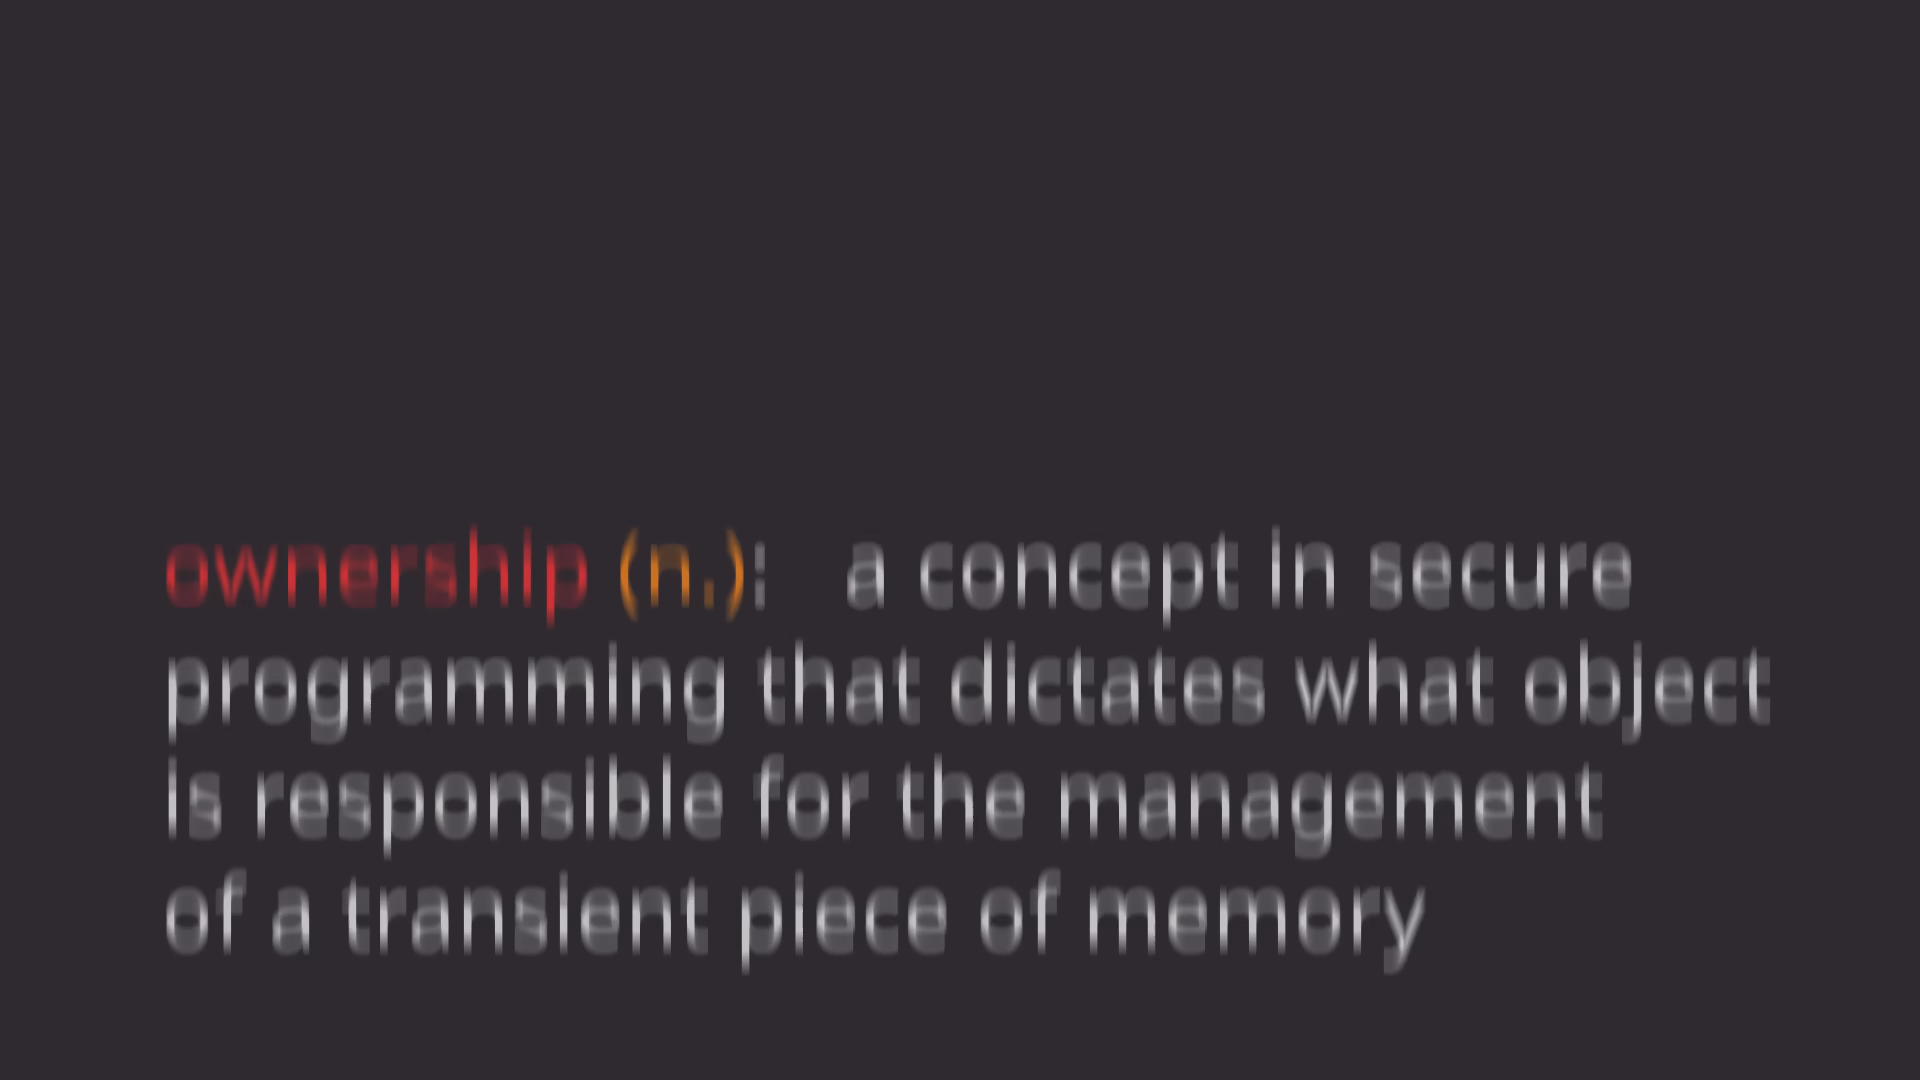 ownership (n.): a concept in secure
programming that dictates what object
is responsible for the management
of a transient piece of memory